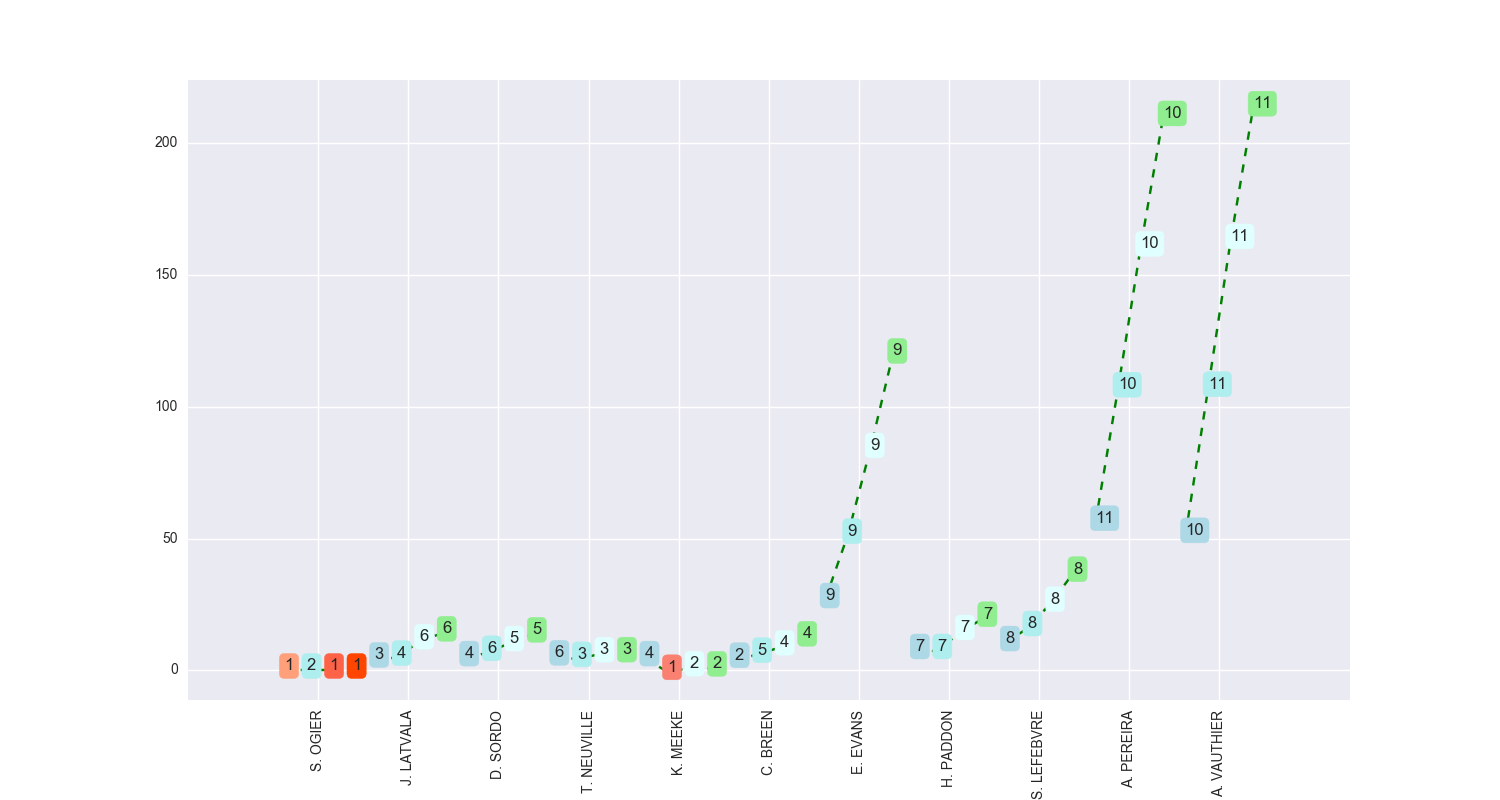 200
150
100
50
0
1 2 1 1
3 4 6 6
4 6 5 5
6 3 3 3
4 1 2 2
2 5 4 4
9 9 9 9
7 7 7 7
8 8 8 8
11 10 10 10
10 11 11 11
S. OGIER
J. LATVALA
D. SORDO
T. NEUVILLE
K. MEEKE
C. BREEN
E. EVANS
H. PADDON
S. LEFEBVRE
A. PEREIRA
A. VAUTHIER